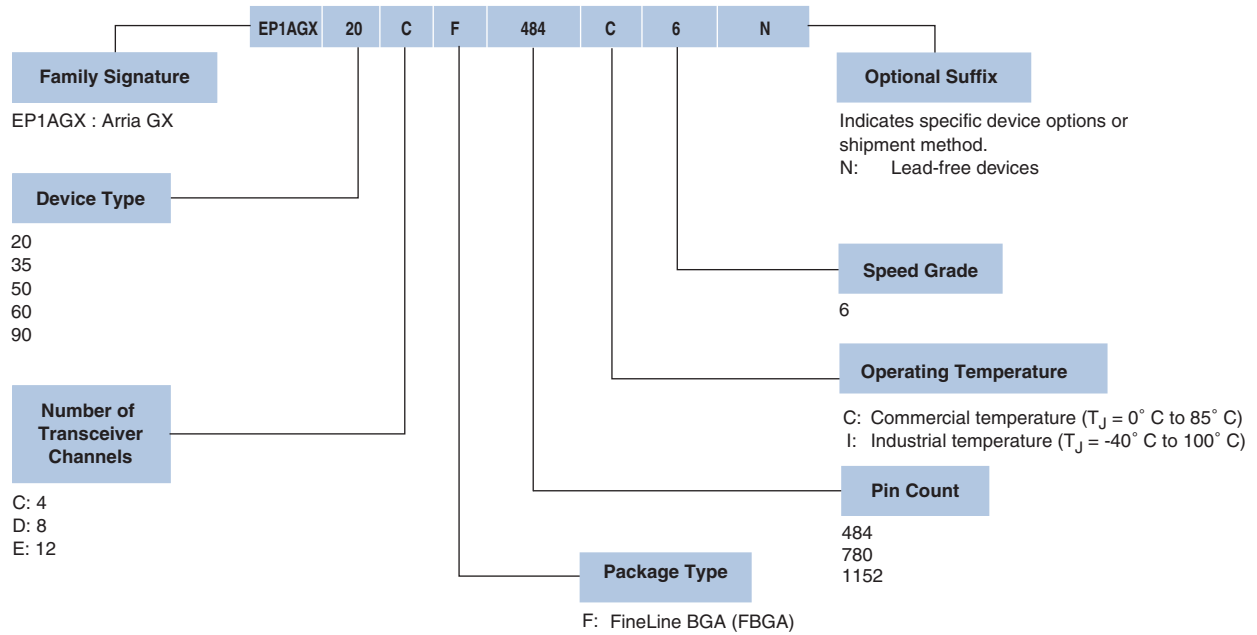 EP1AGX 20 C F 484 C 6 N
Family Signature
EP1AGX : Arria GX
Device Type
20
35
50
60
90
Number of
Transceiver
Channels
C: 4
D: 8
E: 12
Package Type
F: FineLine BGA (FBGA)
Optional Suffix
Indicates specific device options or
shipment method.
N: Lead-free devices
Speed Grade
6
Operating Temperature
C: Commercial temperature (TJ = 0° C to 85° C)
I: Industrial temperature (TJ = -40° C to 100° C)
Pin Count
484
780
1152